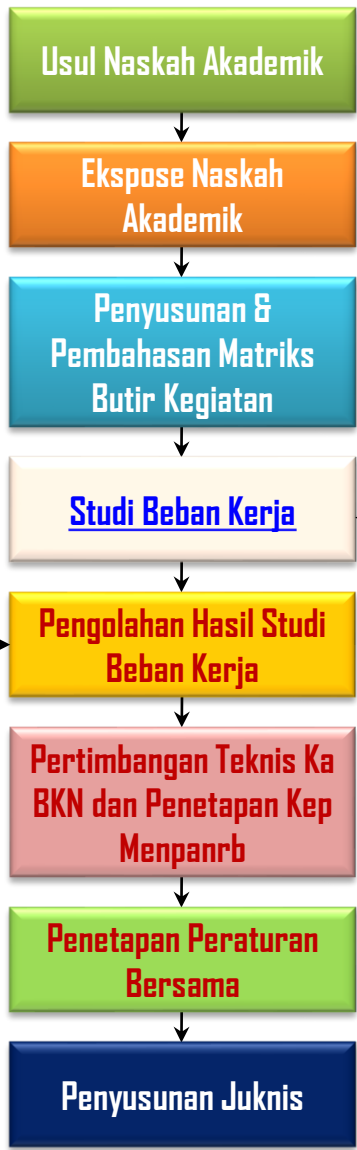 Usul Naskah Akademik
Ekspose Naskah
Akademik
Penyusunan &
Pembahasan Matriks
Butir Kegiatan
Studi Beban Kerja
Pengolahan Hasil Studi
Beban Kerja
Pertimbangan Teknis Ka
BKN dan Penetapan Kep
Menpanrb
Penetapan Peraturan
Bersama
Penyusunan Juknis